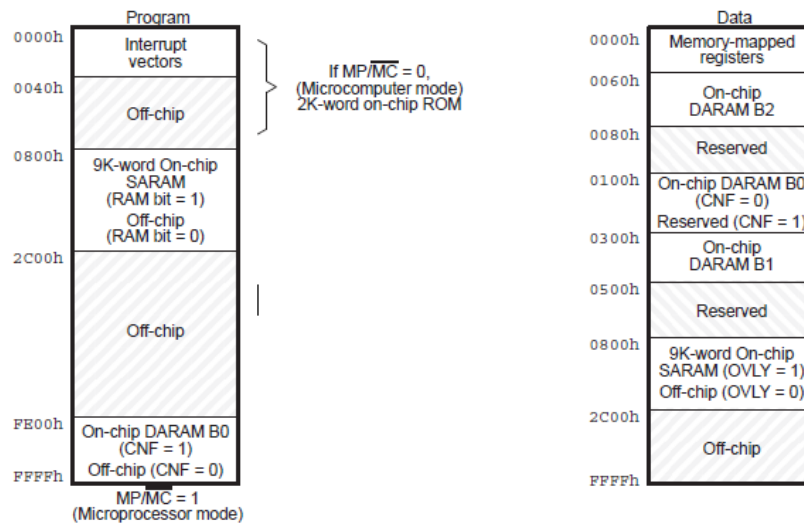 Program
0000h
Interrupt
vectors
0040h
Off-chip
If MP/MC = 0,
(Microcomputer mode)
2K-word on-chip ROM
0800h
9K-word On-chip
SARAM
(RAM bit = 1)
Off-chip
(RAM bit = 0)
2C00h
Off-chip
FE00h
On-chip DARAM B0
(CNF = 1)
Off-chip (CNF = 0)
FFFFh
MP/MC = 1
(Microprocessor mode)
Data
0000h
Memory-mapped
registers
0060h
On-chip
DARAM B2
0080h
Reserved
0100h
On-chip DARAM B0
(CNF = 0)
Reserved (CNF = 1)
0300h
On-chip
DARAM B1
0500h
Reserved
0800h
9K-word On-chip
SARAM (OVLY = 1)
Off-chip (OVLY = 0)
2C00h
Off-chip
FFFFh